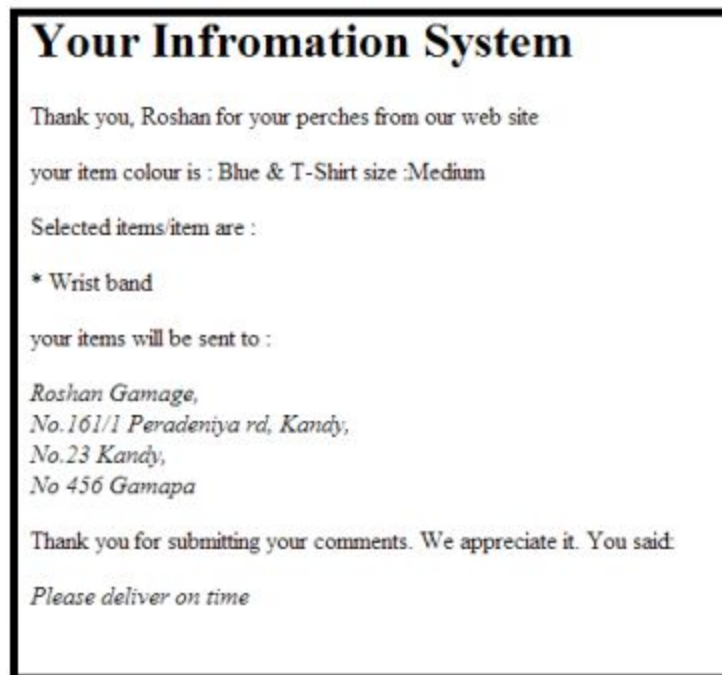 Your Infromation System
Thank you, Roshan for your perches from our web site
your item colour is : Blue & T-Shirt size :Medium
Selected items/item are :
* Wrist band
your items will be sent to :
Roshan Gamage,
No.161/1 Peradeniya rd, Kandy,
No.23 Kandy,
No 456 Gamapa
Thank you for submitting your comments. We appreciate it. You said:
Please deliver on time